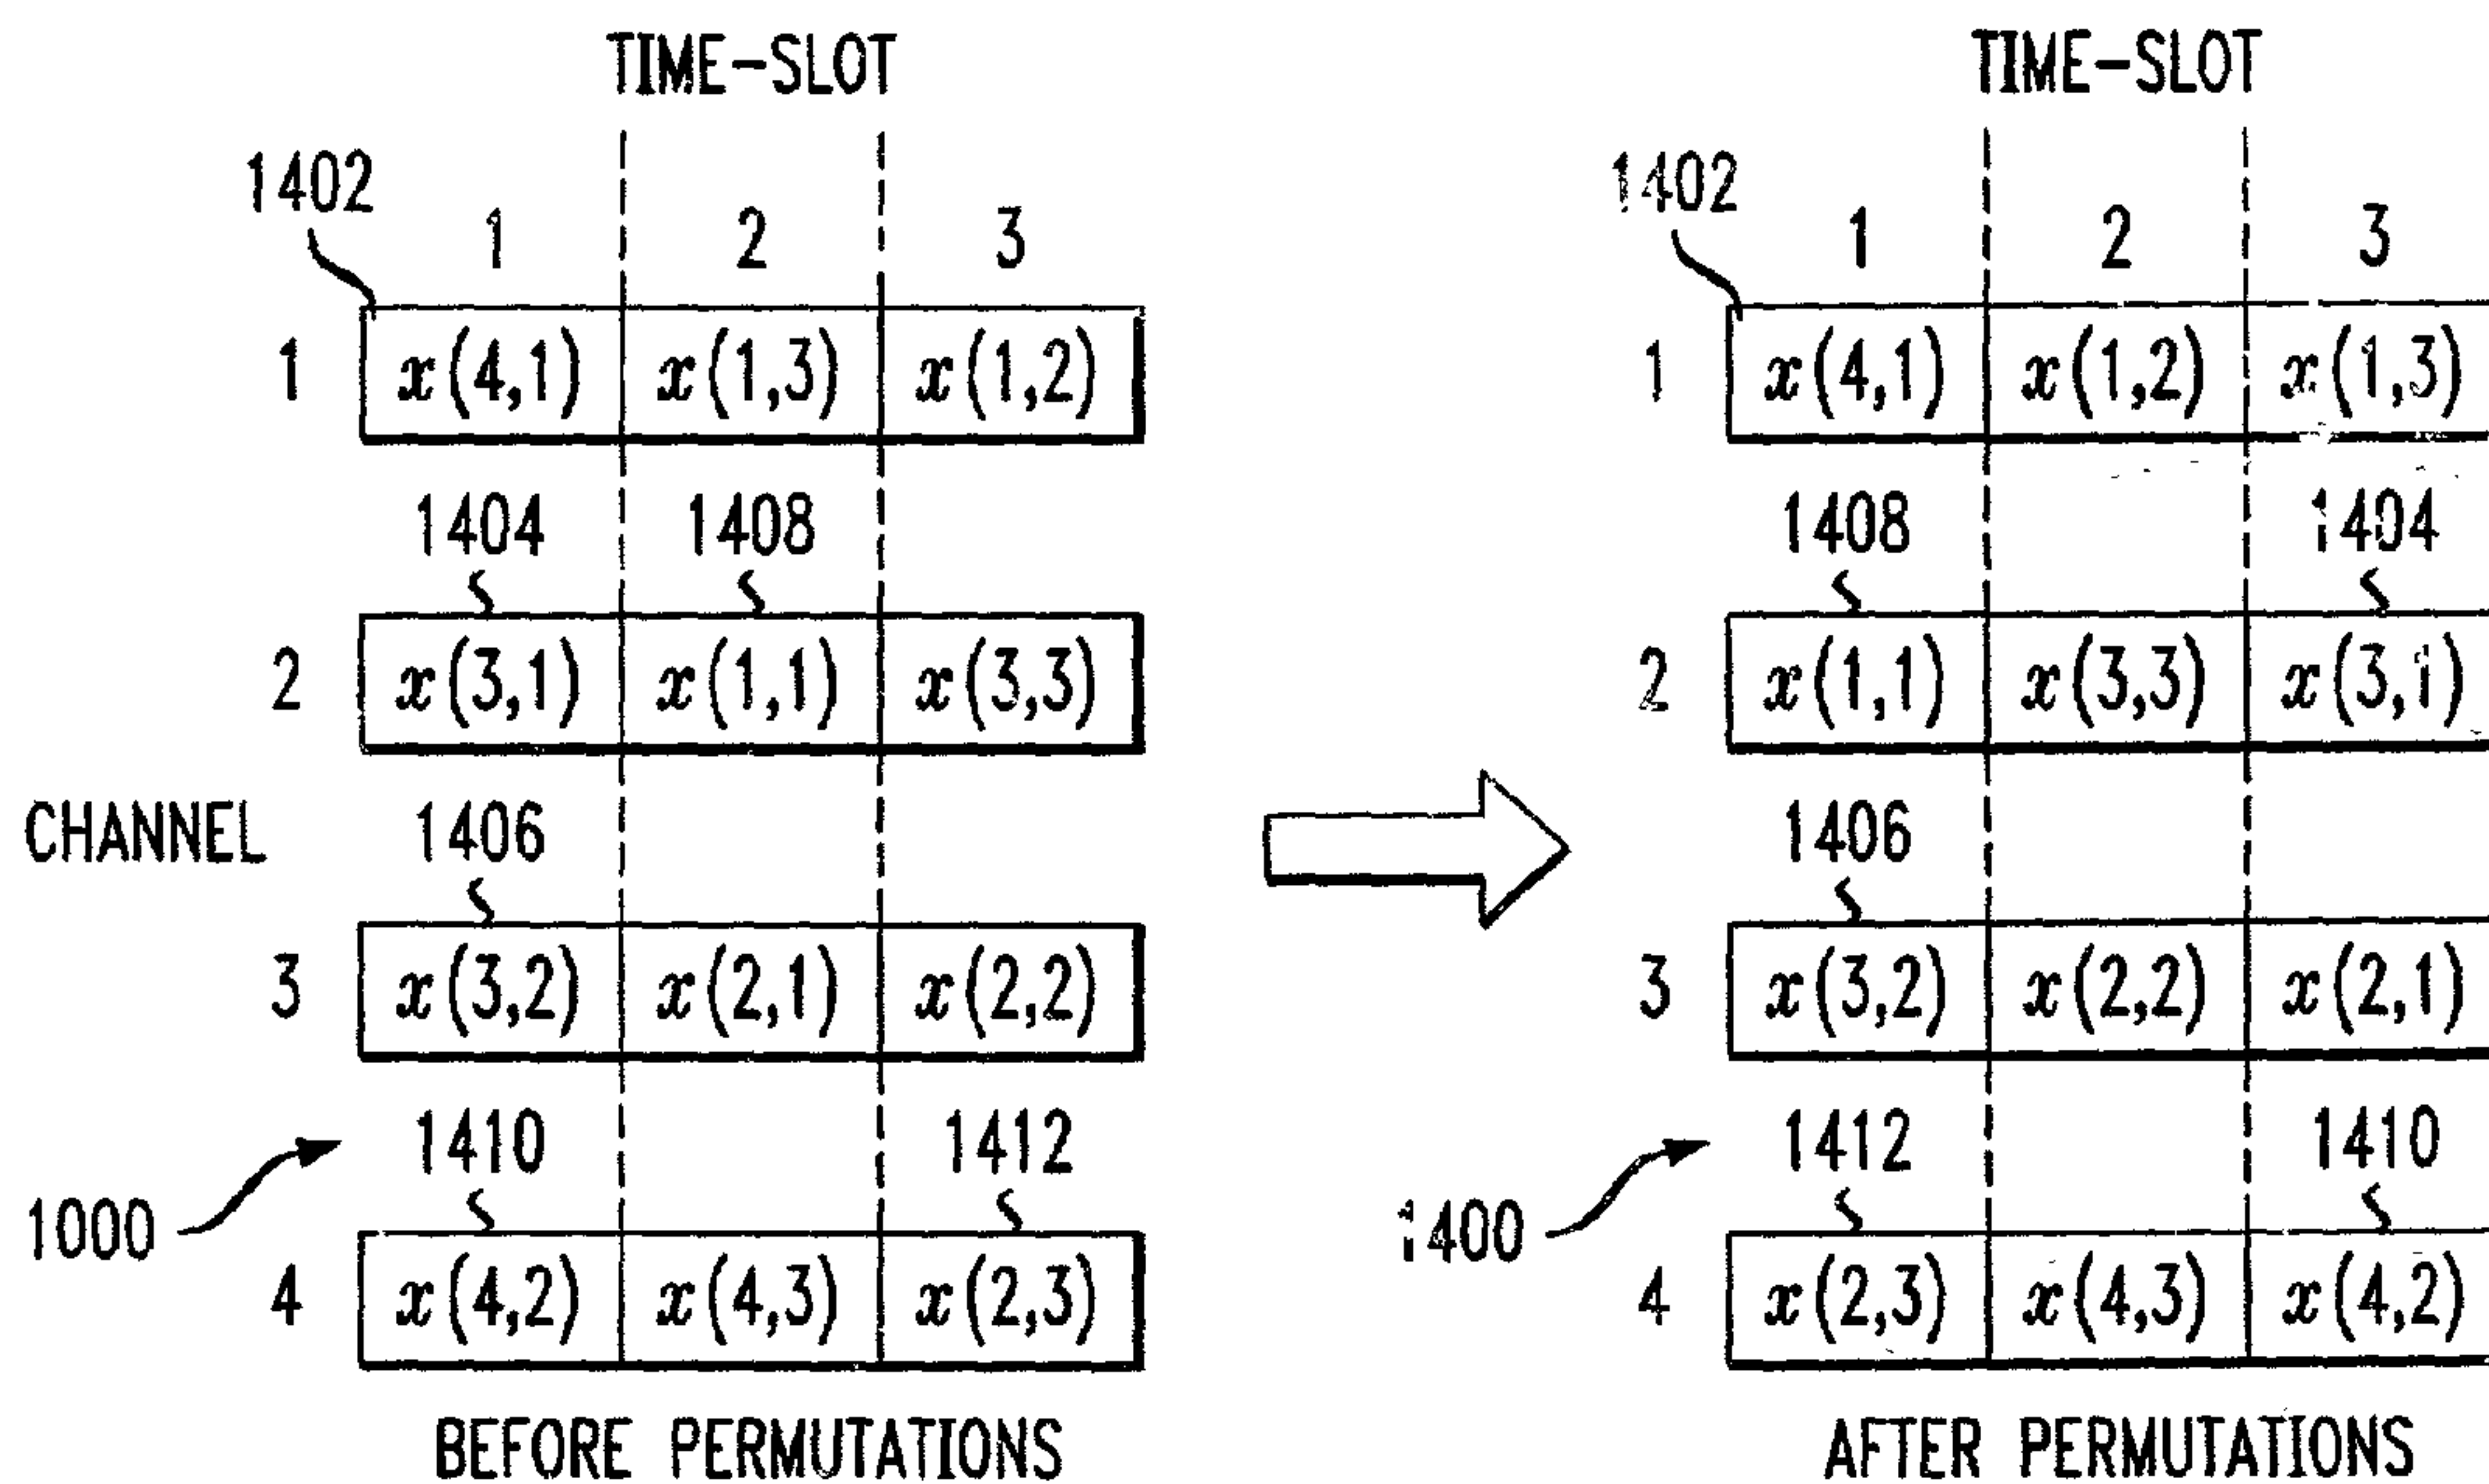 TIME-SLOT
1402
1 2 3
1 x(4,1) x(1,3) x(1,2)
1404 1408
2 x(3,1) x(1,1) x(3,3)
CHANNEL
1406
3 x(3,2) x(2,1) x(2,2)
1410 1412
1000
4 x(4,2) x(4,3) x(2,3)
BEFORE PERMUTATIONS
TIME-SLOT
1402
1 2 3
1 x(4,1) x(1,2) x(1,3)
1408 1404
2 x(1,1) x(3,3) x(3,1)
1406
3 x(3,2) x(2,2) x(2,1)
1412 1410
1400
4 x(2,3) x(4,3) x(4,2)
AFTER PERMUTATIONS